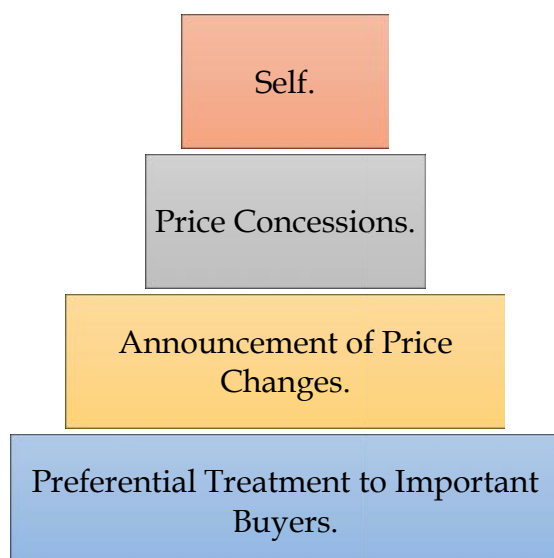 Self.
Price Concessions.
Announcement of Price
Changes.
Preferential Treatment to Important
Buyers.